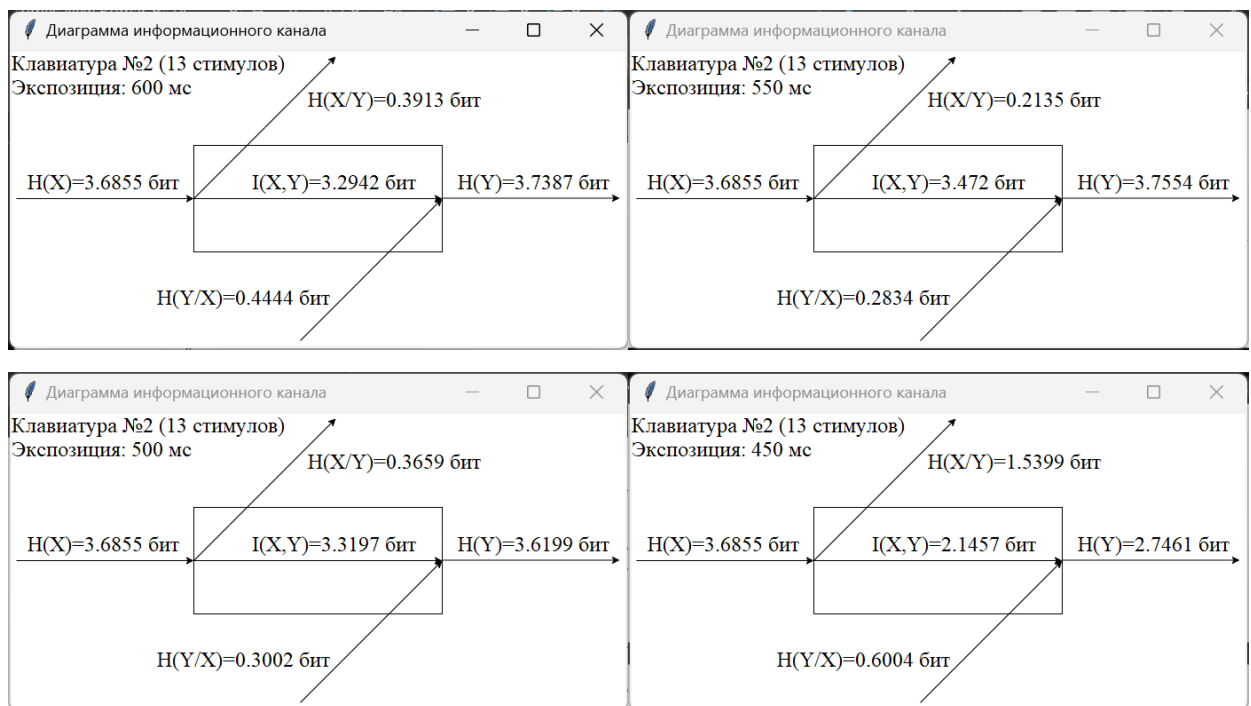 Диаграмма информационного канала
Клавиатура №2 (13 стимулов)
Экспозиция: 600 мс
H(X/Y)=0.3913 бит
H(X)=3.6855 бит
I(X,Y)=3.2942 бит
H(Y)=3.7387 бит
H(Y/X)=0.4444 бит
Диаграмма информационного канала
Клавиатура №2 (13 стимулов)
Экспозиция: 550 мс
H(X/Y)=0.2135 бит
H(X)=3.6855 бит
I(X,Y)=3.472 бит
H(Y)=3.7554 бит
H(Y/X)=0.2834 бит
Диаграмма информационного канала
Клавиатура №2 (13 стимулов)
Экспозиция: 500 мс
H(X/Y)=0.3659 бит
H(X)=3.6855 бит
I(X,Y)=3.3197 бит
H(Y)=3.6199 бит
H(Y/X)=0.3002 бит
Диаграмма информационного канала
Клавиатура №2 (13 стимулов)
Экспозиция: 450 мс
H(X/Y)=1.5399 бит
H(X)=3.6855 бит
I(X,Y)=2.1457 бит
H(Y)=2.7461 бит
H(Y/X)=0.6004 бит